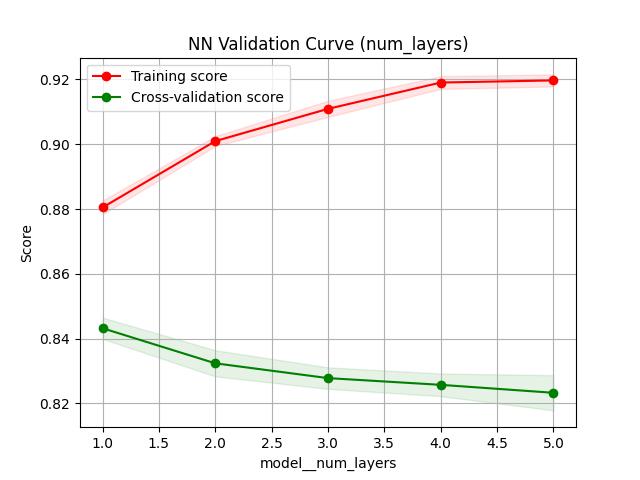 NN Validation Curve (num_layers)
Training score
Cross-validation score
Score
0.92
0.90
0.88
0.86
0.84
0.82
1.0 1.5 2.0 2.5 3.0 3.5 4.0 4.5 5.0
model__num_layers